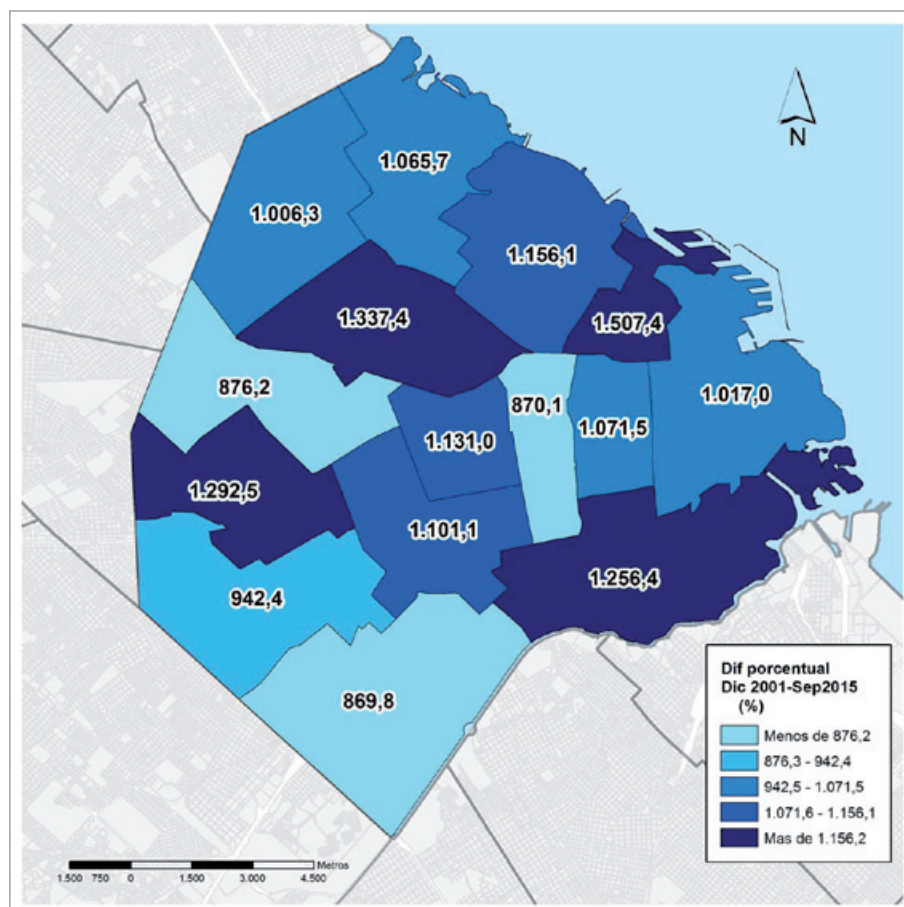 N
1.065,7
1.006,3
1.156,1
1.337,4
1.507,4
876,2
870,1
1.017,0
1.131,0
1.071,5
1.292,5
1.101,1
942,4
1.256,4
869,8
Dif porcentual
Dic 2001-Sep2015
(%)
Menos de 876,2
876,3 - 942,4
942,5 - 1.071,5
1.071,6 - 1.156,1
Mas de 1.156,2
Metros
1.500 750 0 1.500 3.000 4.500